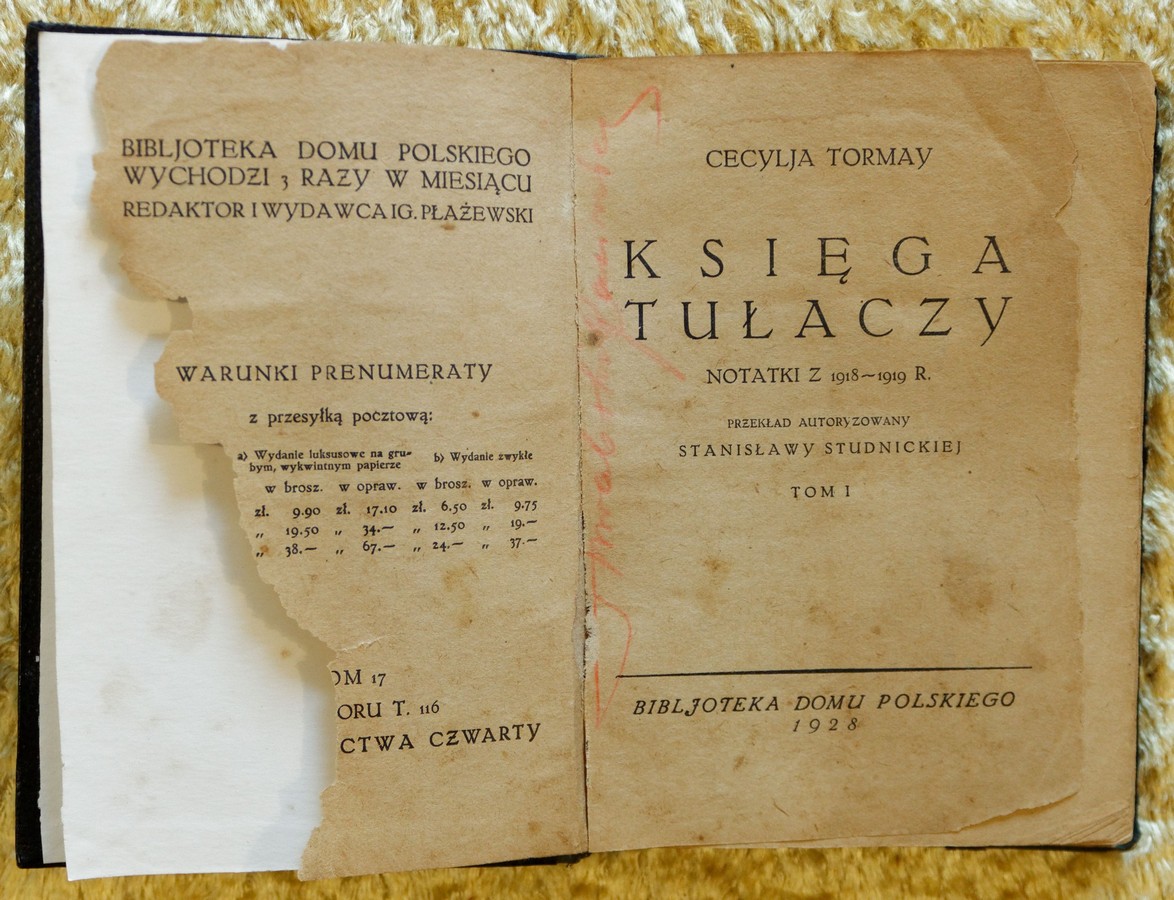 BIBLJOTEKA DOMU POLSKIEGO
WYCHODZI 3 RAZY W MIESIĄCU
REDAKTOR I WYDAWCA IG. PŁAŻEWSKI
WARUNKI PRENUMERATY
z przesyłką pocztową:
a) Wydanie luksusowe na gru-
bym, wykwintnym papierze
b) Wydanie zwykłe
w brosz. w opraw. w brosz. w opraw.
zł. 9.90 zł. 17.10 zł. 6.50 zł. 9.75
„ 19.50 „ 34.— „ 12.50 „ 19.—
„ 38.— „ 67.— „ 24.— „ 37.—
OM 17
ORU T. 116
CTWA CZWARTY
CECYLJA TORMAY
KSIĘGA
TUŁACZY
NOTATKI Z 1918~1919 R.
PRZEKŁAD AUTORYZOWANY
STANISŁAWY STUDNICKIEJ
TOM I
BIBLJOTEKA DOMU POLSKIEGO
1928